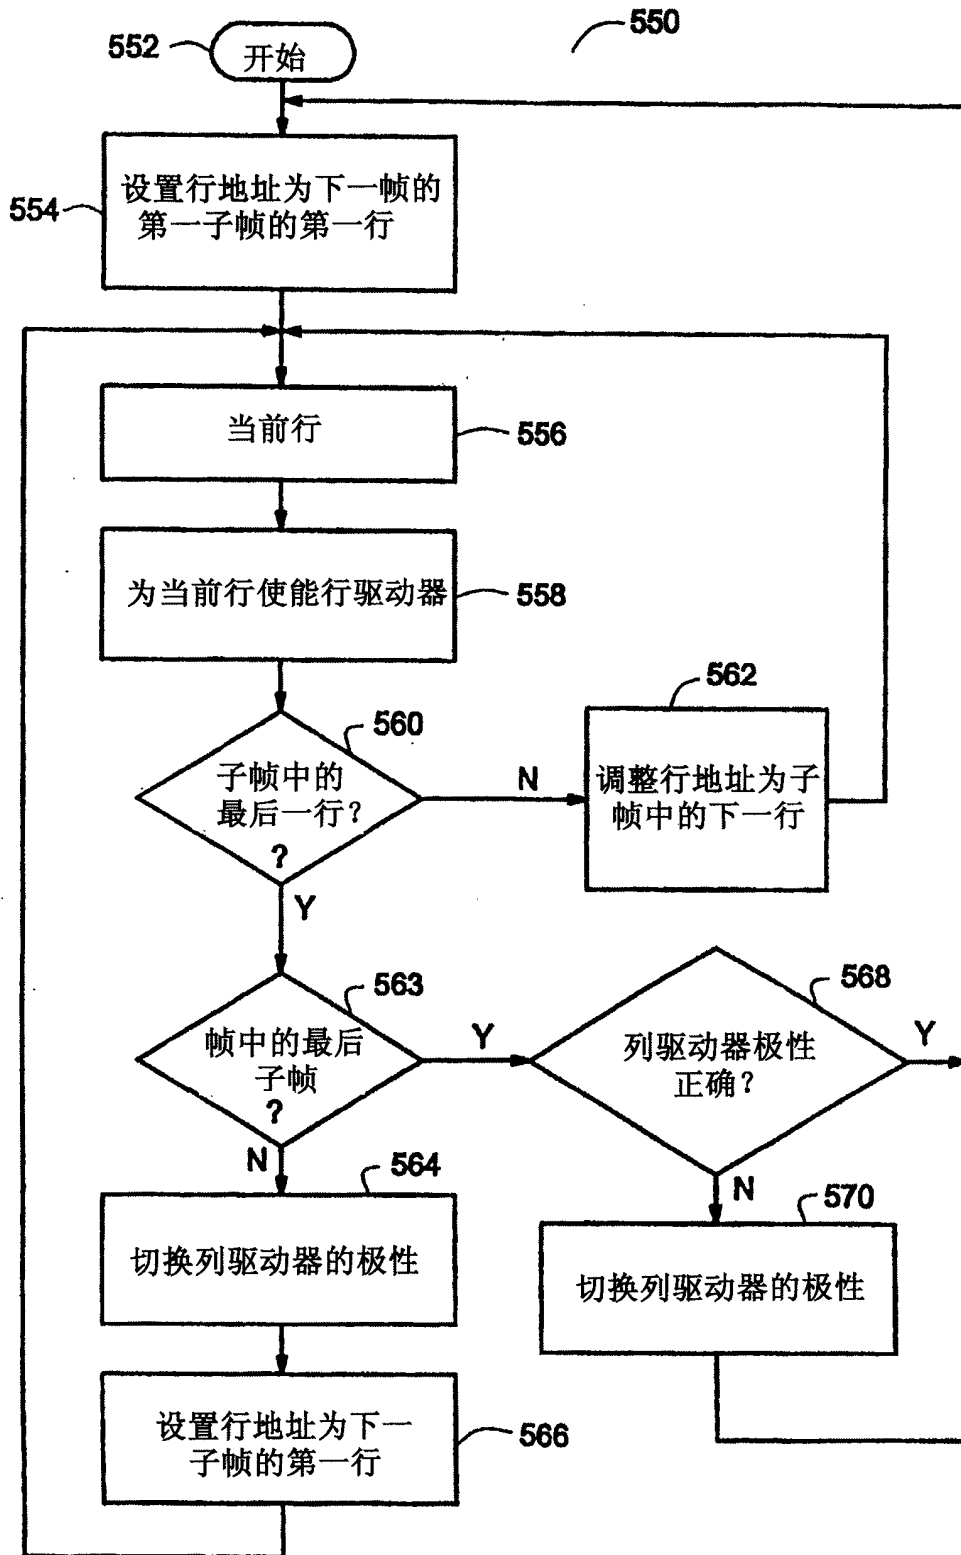 550
552
开始
554
设置行地址为下一帧的
第一子帧的第一行
当前行
556
为当前行使能行驱动器
558
560
子帧中的
最后一行?
?
N
562
调整行地址为子
帧中的下一行
Y
563
帧中的最后
子帧
?
Y
568
列驱动器极性
正确?
Y
N
564
切换列驱动器的极性
N
570
切换列驱动器的极性
设置行地址为下一
子帧的第一行
566